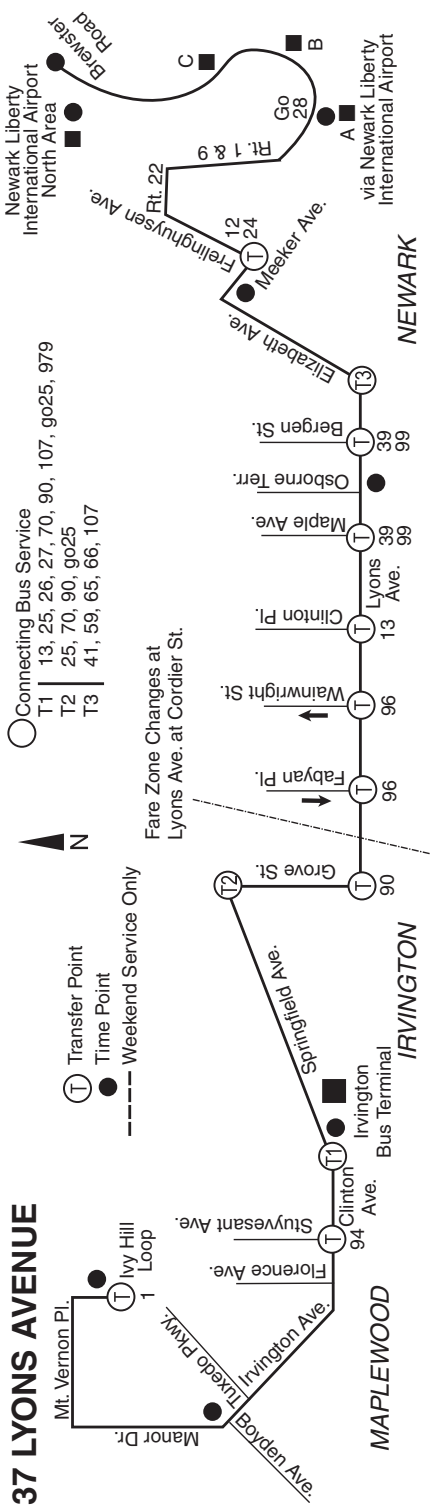 37 LYONS AVENUE
Mt. Vernon Pl.
Ivy Hill
Loop
1
Manor Dr.
Tuxedo Pkwy.
Boyden Ave.
Irvington Ave.
MAPLEWOOD
Florence Ave.
Stuyvesant Ave.
T
94
Clinton
Ave.
T1
Irvington
Bus Terminal
T
T Transfer Point
Time Point
Weekend Service Only
N
Springfield Ave.
IRVINGTON
T2
Grove St.
T
90
Connecting Bus Service
T1 13, 25, 26, 27, 70, 90, 107, go25, 979
T2 25, 70, 90, go25
T3 41, 59, 65, 66, 107
Fare Zone Changes at
Lyons Ave. at Cordier St.
Fabyan Pl.
T
96
Wainwright St.
T
96
Clinton Pl.
T
13
Lyons
Ave.
Maple Ave.
T
39
99
Osborne Terr.
Bergen St.
T
39
99
T3
Elizabeth Ave.
NEWARK
Meeker Ave.
T
12
24
Frelinghuysen Ave.
Rt. 22
Rt. 1 & 9
Go
28
A
via Newark Liberty
International Airport
B
C
Brewster
Road
Newark Liberty
International Airport
North Area